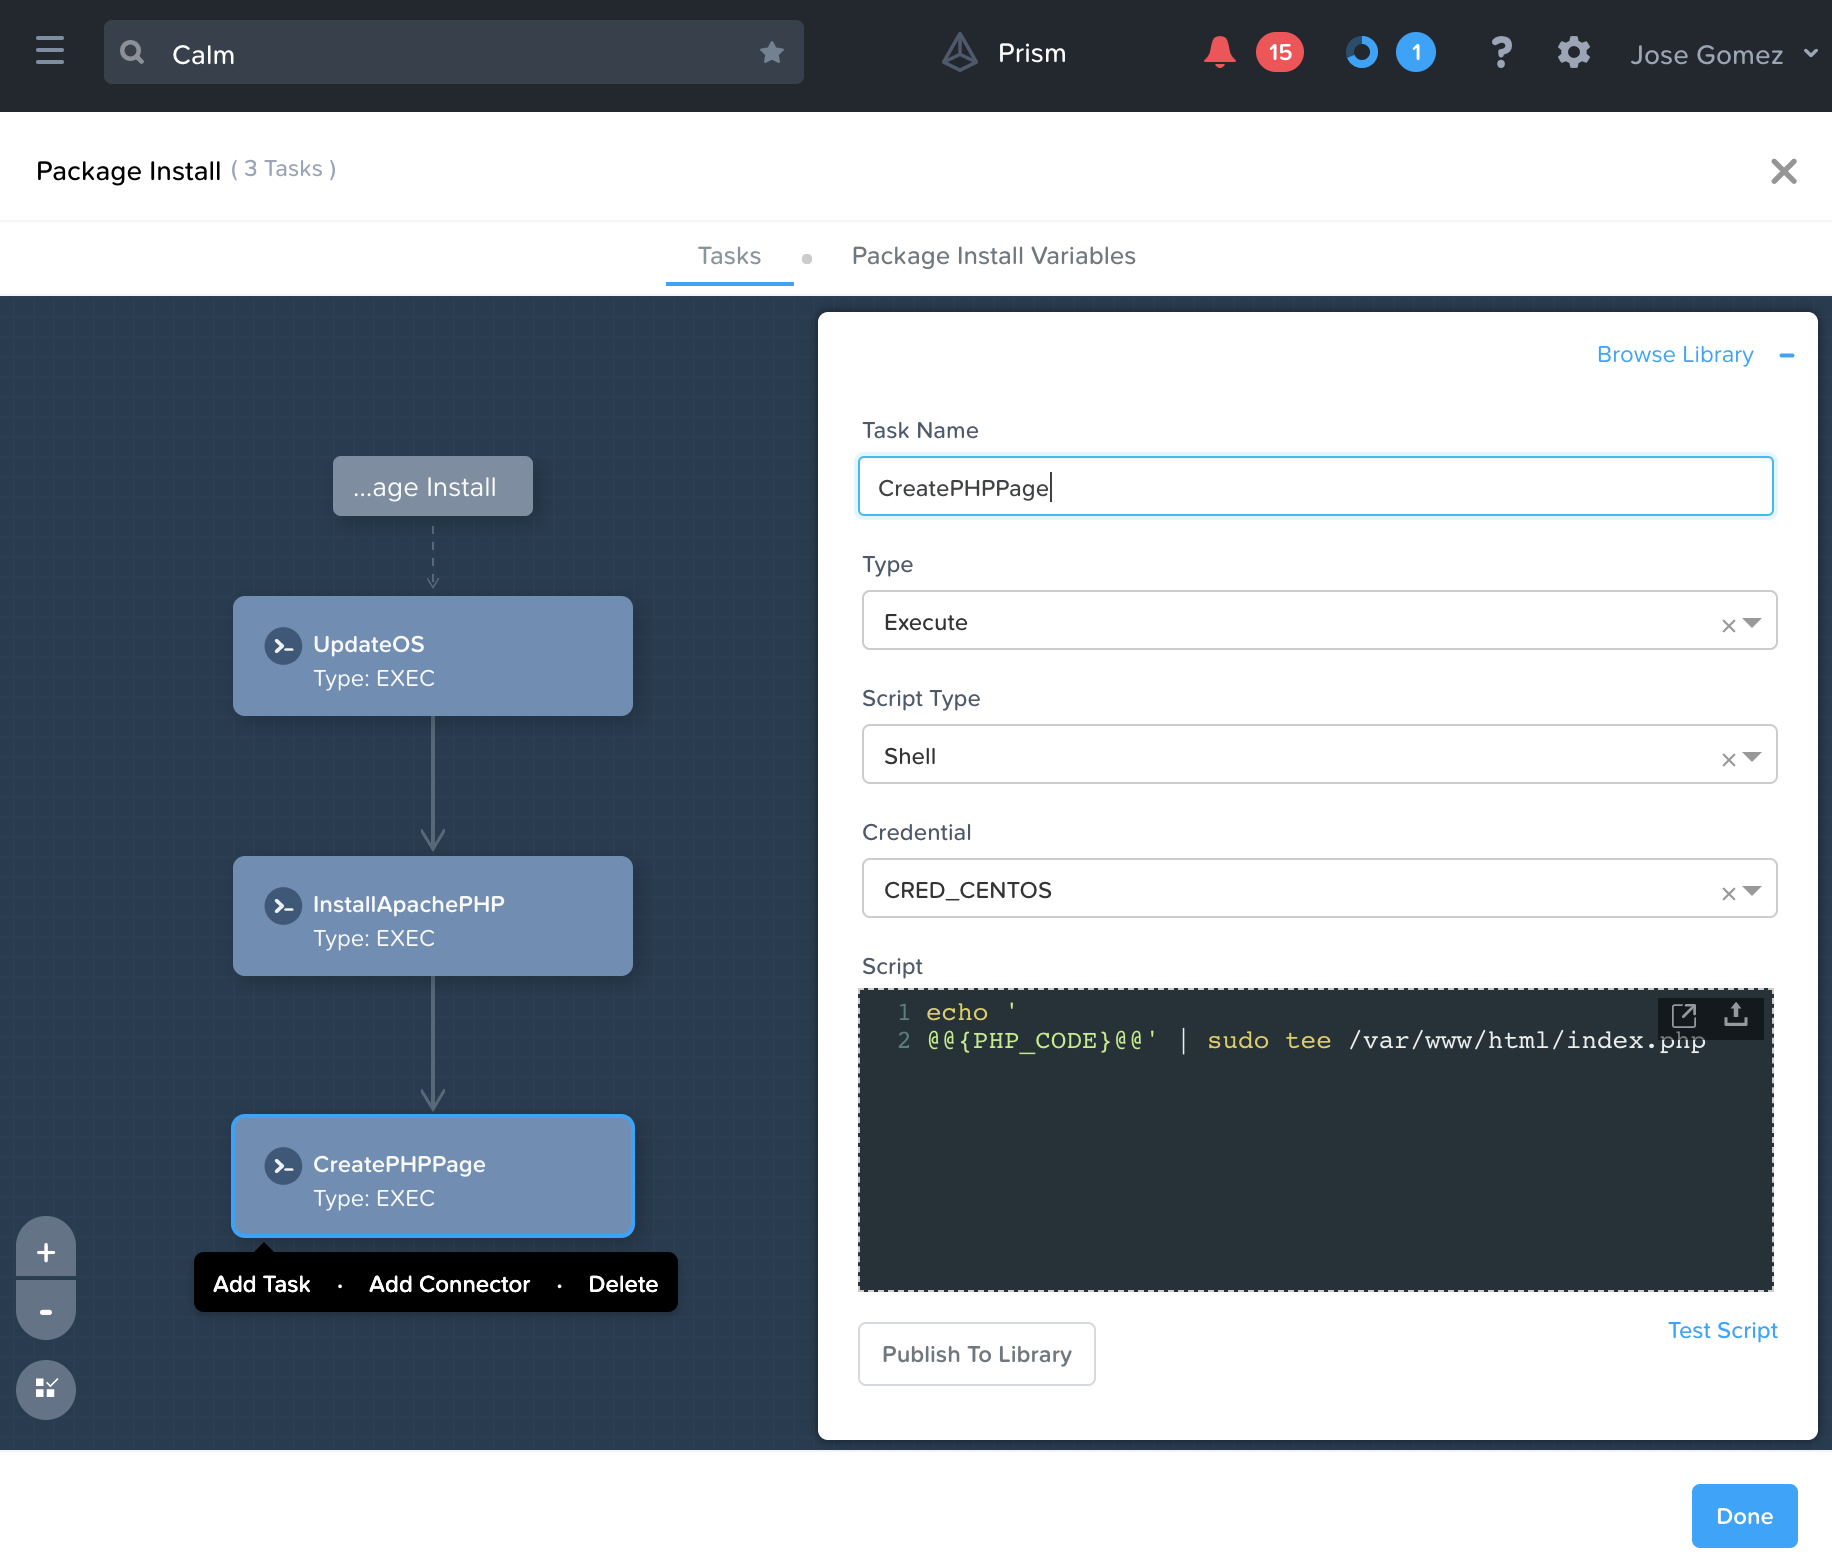 Calm
Prism
15
1
?
Jose Gomez
Package Install ( 3 Tasks )
Tasks
Package Install Variables
Browse Library
...age Install
UpdateOS
Type: EXEC
InstallApachePHP
Type: EXEC
CreatePHPPage
Type: EXEC
Add Task · Add Connector · Delete
+
-
Task Name
CreatePHPPage
Type
Execute
Script Type
Shell
Credential
CRED_CENTOS
Script
1 echo '
2 @@{PHP_CODE}@@' | sudo tee /var/www/html/index.php
Publish To Library
Test Script
Done